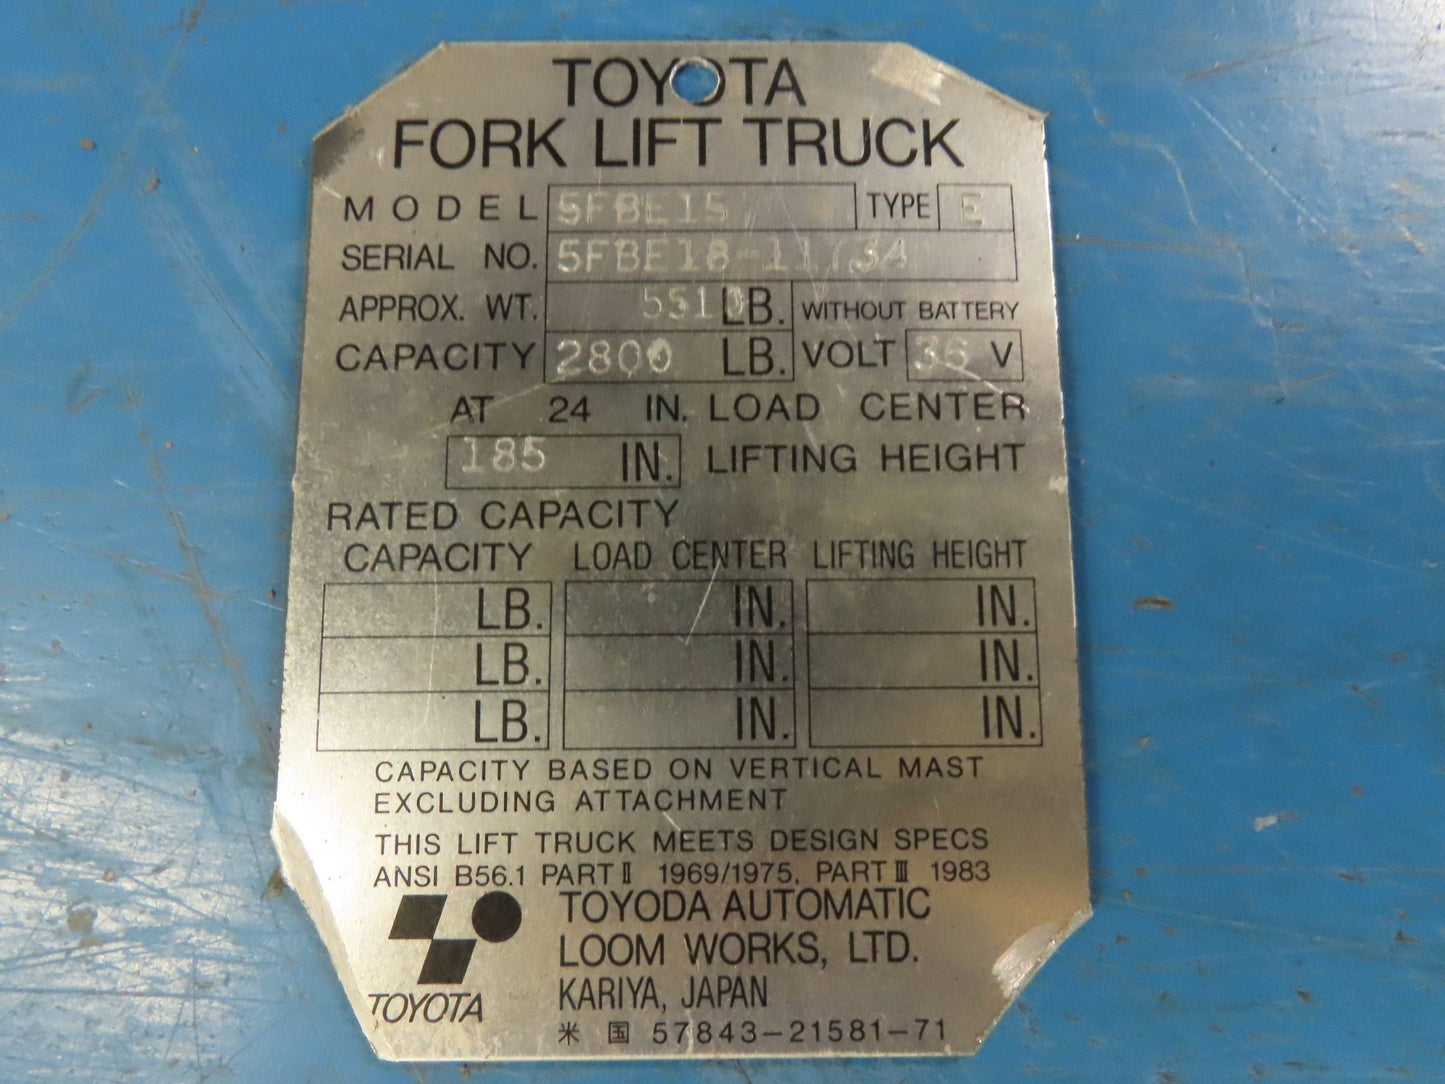 TOYOTA
FORK LIFT TRUCK
MODEL 5FBE15 TYPE E
SERIAL NO. 5FBE18-11734
APPROX. WT. 5510 LB. WITHOUT BATTERY
CAPACITY 2800 LB. VOLT 36 V
AT 24 IN. LOAD CENTER
185 IN. LIFTING HEIGHT
RATED CAPACITY
CAPACITY LOAD CENTER LIFTING HEIGHT
LB. IN. IN.
LB. IN. IN.
LB. IN. IN.
CAPACITY BASED ON VERTICAL MAST
EXCLUDING ATTACHMENT
THIS LIFT TRUCK MEETS DESIGN SPECS
ANSI B56.1 PART Ⅱ 1969/1975, PART Ⅲ 1983
TOYODA AUTOMATIC
LOOM WORKS, LTD.
KARIYA, JAPAN
TOYOTA
米国 57843-21581-71